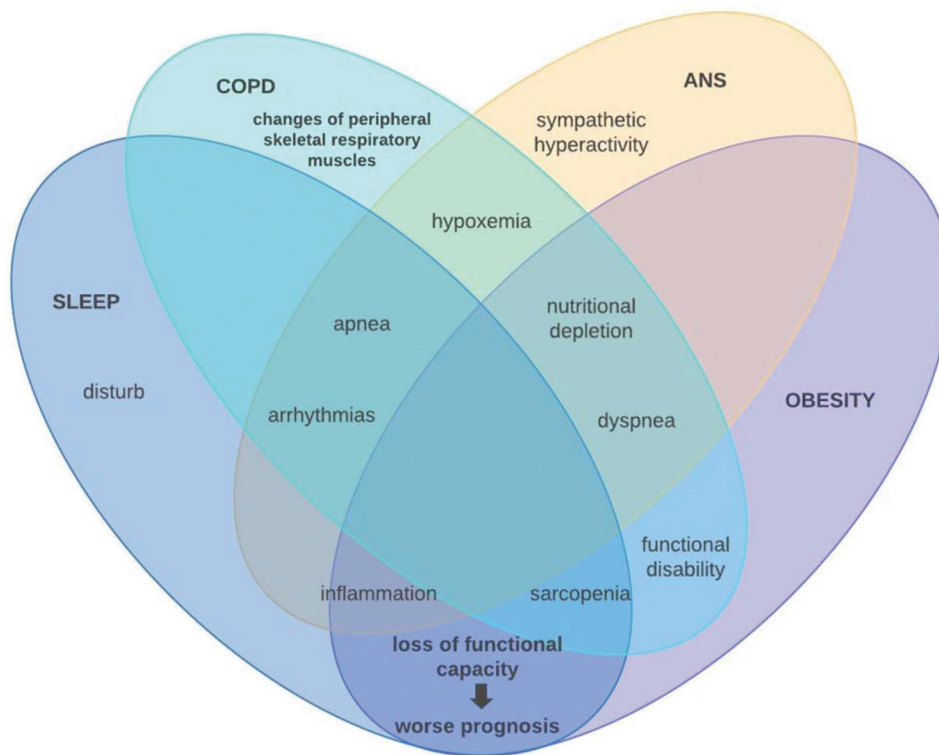 COPD
ANS
changes of peripheral
skeletal respiratory
muscles
sympathetic
hyperactivity
hypoxemia
SLEEP
apnea
nutritional
depletion
disturb
arrhythmias
dyspnea
OBESITY
functional
disability
inflammation
sarcopenia
loss of functional
capacity
worse prognosis